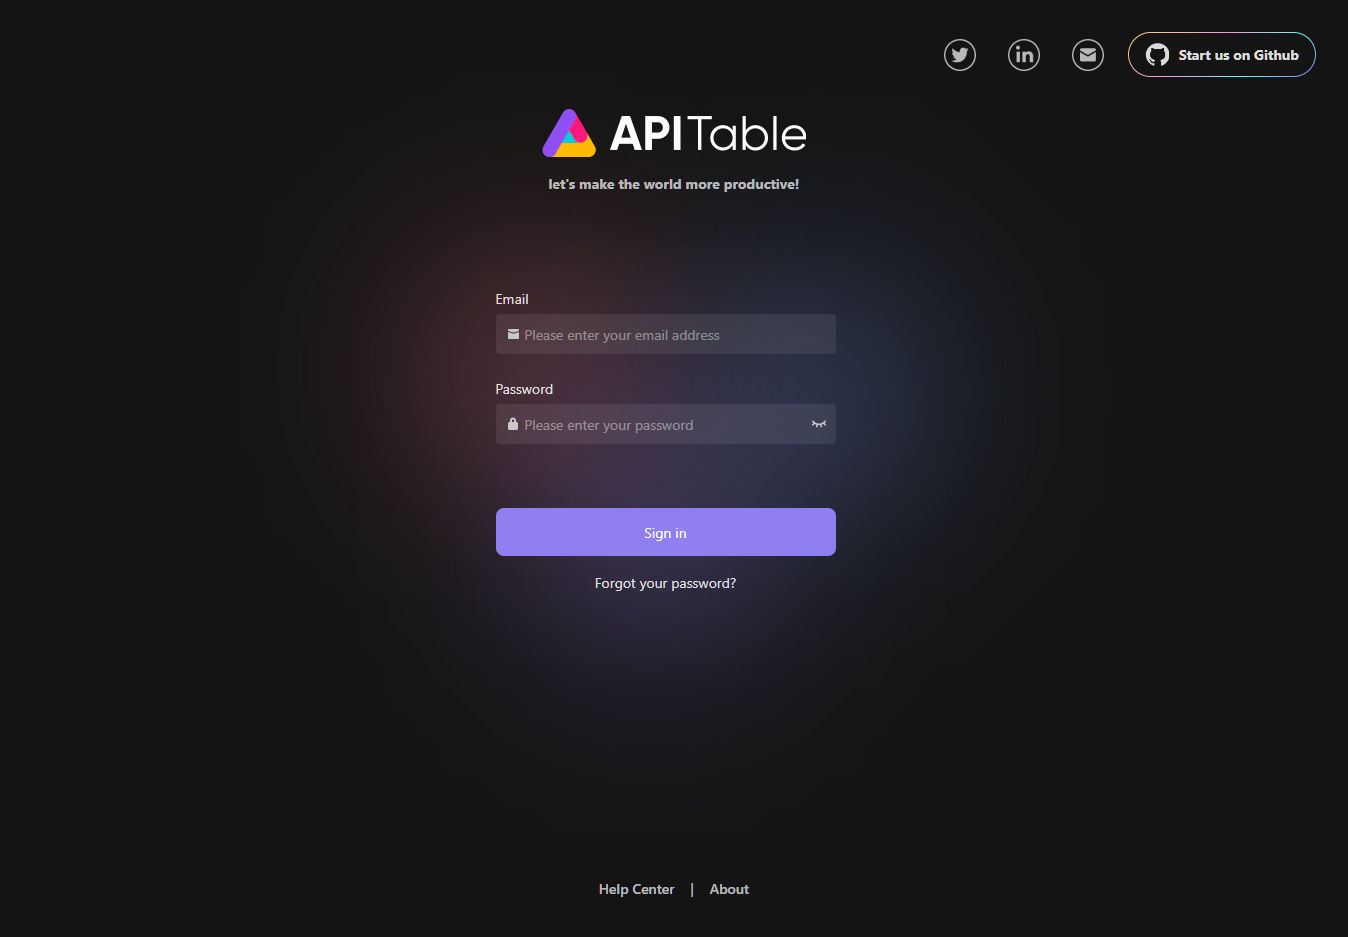 Start us on Github
APITable
let's make the world more productive!
Email
Please enter your email address
Password
Please enter your password
Sign in
Forgot your password?
Help Center | About